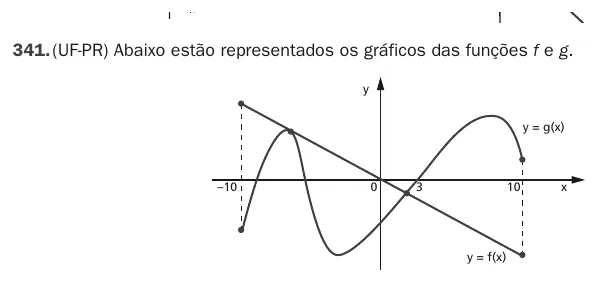 341. (UF-PR) Abaixo estão representados os gráficos das funções f e g.
y
y = g(x)
–10 0 3 10 x
y = f(x)